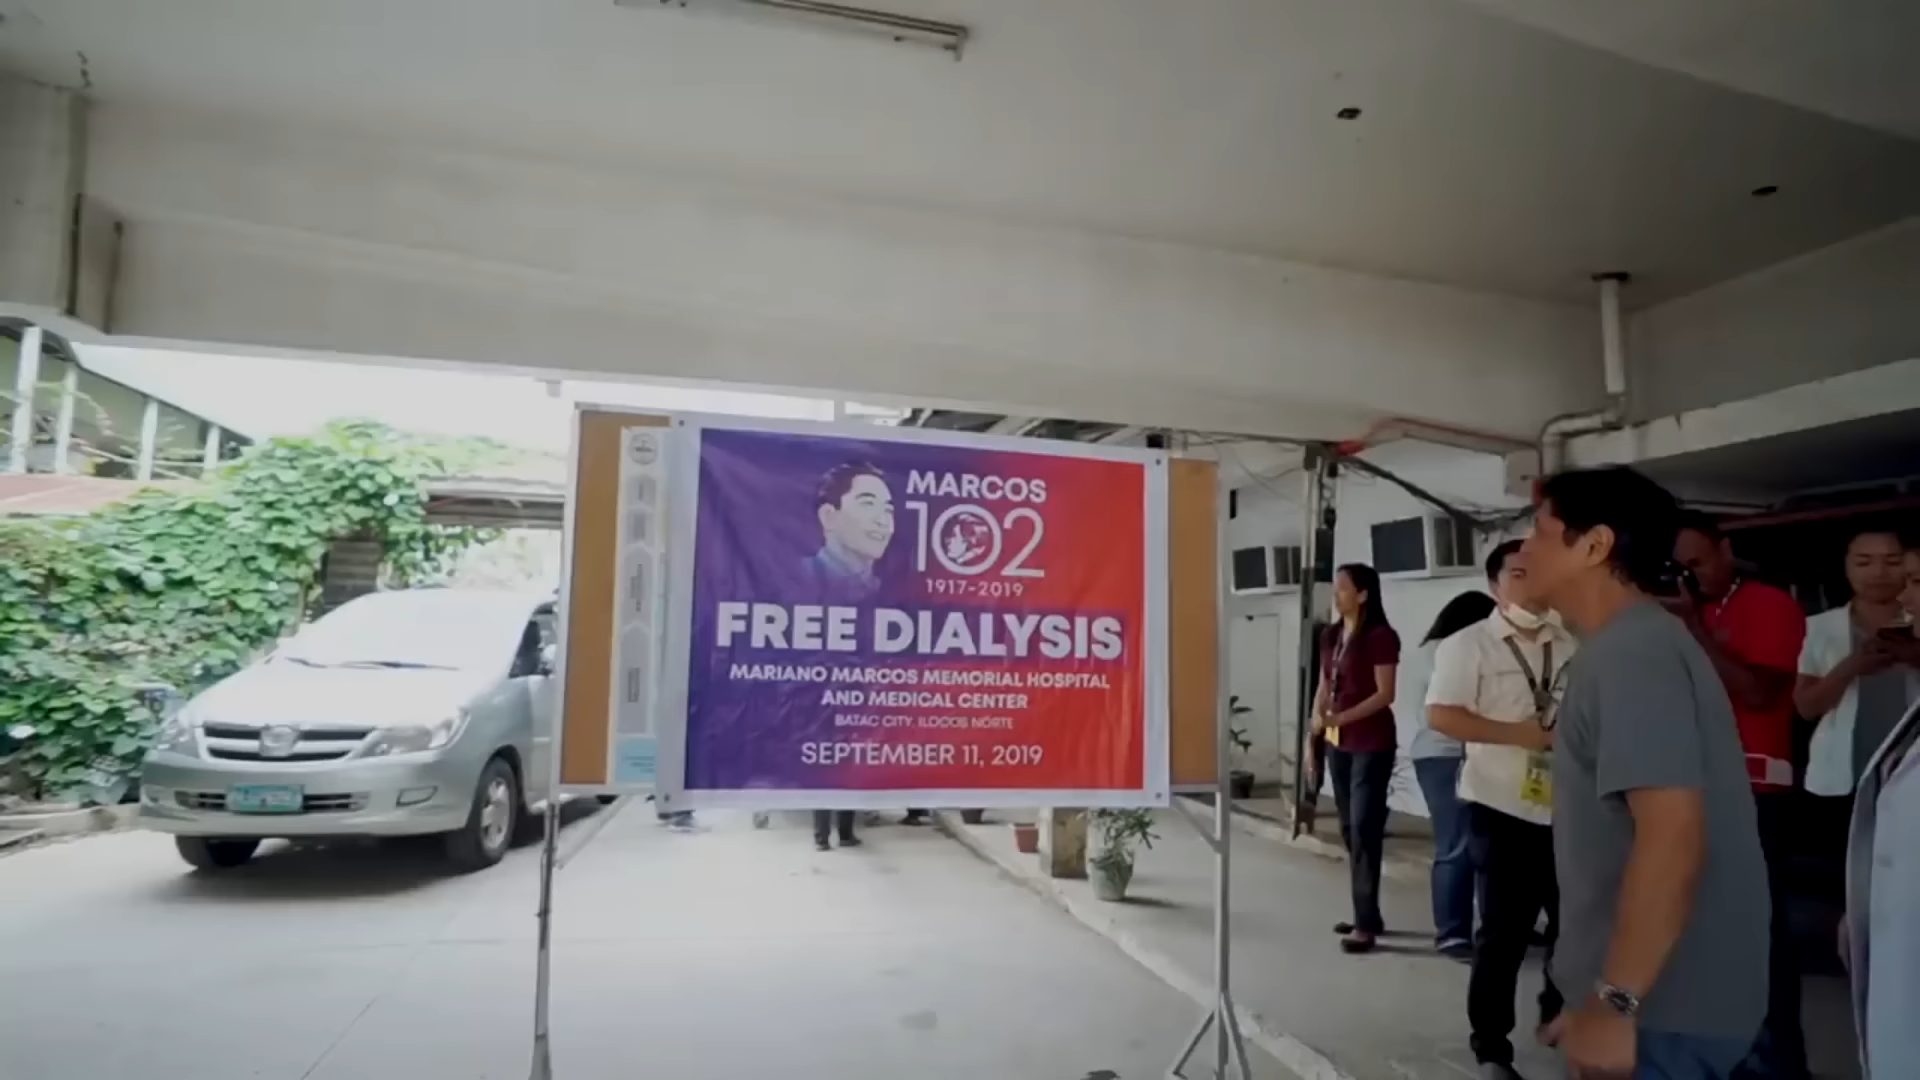 MARCOS
102
1917-2019
FREE DIALYSIS
MARIANO MARCOS MEMORIAL HOSPITAL
AND MEDICAL CENTER
BATAC CITY, ILOCOS NORTE
SEPTEMBER 11, 2019